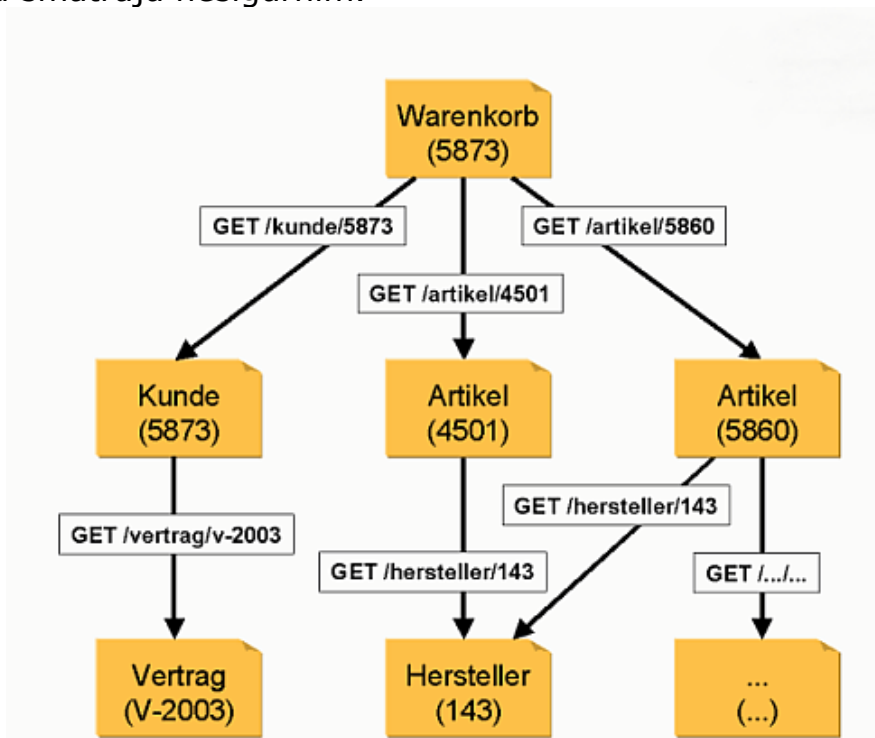 Warenkorb
(5873)
GET /kunde/5873
GET /artikel/5860
GET /artikel/4501
Kunde
(5873)
Artikel
(4501)
Artikel
(5860)
GET /hersteller/143
GET /vertrag/v-2003
GET /hersteller/143
GET /.../...
Vertrag
(V-2003)
Hersteller
(143)
...
(...)